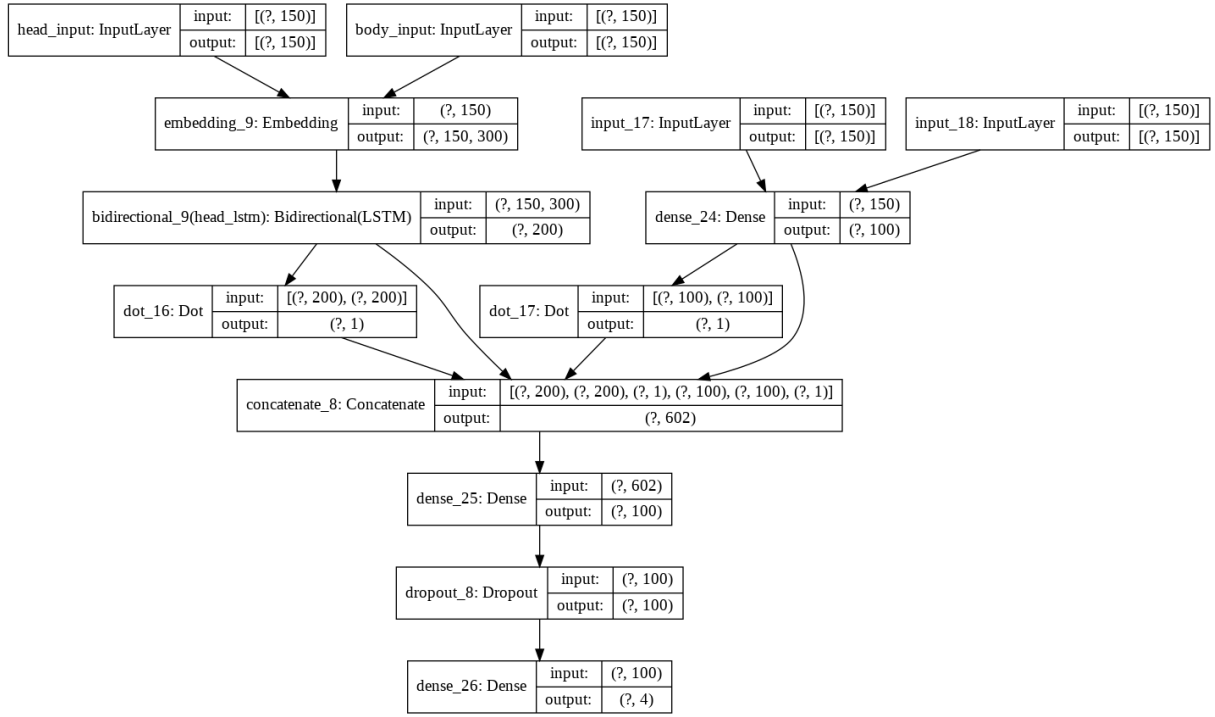 head_input: InputLayer
input: [(?, 150)]
output: [(?, 150)]
body_input: InputLayer
input: [(?, 150)]
output: [(?, 150)]
embedding_9: Embedding
input: (?, 150)
output: (?, 150, 300)
input_17: InputLayer
input: [(?, 150)]
output: [(?, 150)]
input_18: InputLayer
input: [(?, 150)]
output: [(?, 150)]
bidirectional_9(head_lstm): Bidirectional(LSTM)
input: (?, 150, 300)
output: (?, 200)
dense_24: Dense
input: (?, 150)
output: (?, 100)
dot_16: Dot
input: [(?, 200), (?, 200)]
output: (?, 1)
dot_17: Dot
input: [(?, 100), (?, 100)]
output: (?, 1)
concatenate_8: Concatenate
input: [(?, 200), (?, 200), (?, 1), (?, 100), (?, 100), (?, 1)]
output: (?, 602)
dense_25: Dense
input: (?, 602)
output: (?, 100)
dropout_8: Dropout
input: (?, 100)
output: (?, 100)
dense_26: Dense
input: (?, 100)
output: (?, 4)